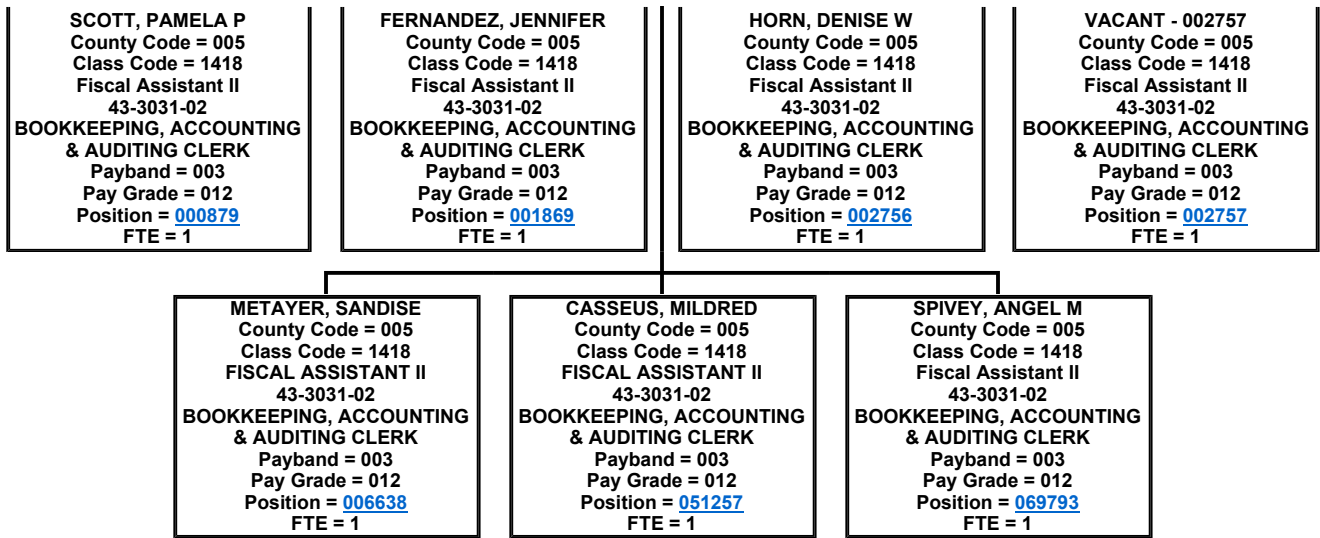 SCOTT, PAMELA P
County Code = 005
Class Code = 1418
Fiscal Assistant II
43-3031-02
BOOKKEEPING, ACCOUNTING
& AUDITING CLERK
Payband = 003
Pay Grade = 012
Position = 000879
FTE = 1
FERNANDEZ, JENNIFER
County Code = 005
Class Code = 1418
Fiscal Assistant II
43-3031-02
BOOKKEEPING, ACCOUNTING
& AUDITING CLERK
Payband = 003
Pay Grade = 012
Position = 001869
FTE = 1
HORN, DENISE W
County Code = 005
Class Code = 1418
Fiscal Assistant II
43-3031-02
BOOKKEEPING, ACCOUNTING
& AUDITING CLERK
Payband = 003
Pay Grade = 012
Position = 002756
FTE = 1
VACANT - 002757
County Code = 005
Class Code = 1418
Fiscal Assistant II
43-3031-02
BOOKKEEPING, ACCOUNTING
& AUDITING CLERK
Payband = 003
Pay Grade = 012
Position = 002757
FTE = 1
METAYER, SANDISE
County Code = 005
Class Code = 1418
FISCAL ASSISTANT II
43-3031-02
BOOKKEEPING, ACCOUNTING
& AUDITING CLERK
Payband = 003
Pay Grade = 012
Position = 006638
FTE = 1
CASSEUS, MILDRED
County Code = 005
Class Code = 1418
FISCAL ASSISTANT II
43-3031-02
BOOKKEEPING, ACCOUNTING
& AUDITING CLERK
Payband = 003
Pay Grade = 012
Position = 051257
FTE = 1
SPIVEY, ANGEL M
County Code = 005
Class Code = 1418
Fiscal Assistant II
43-3031-02
BOOKKEEPING, ACCOUNTING
& AUDITING CLERK
Payband = 003
Pay Grade = 012
Position = 069793
FTE = 1